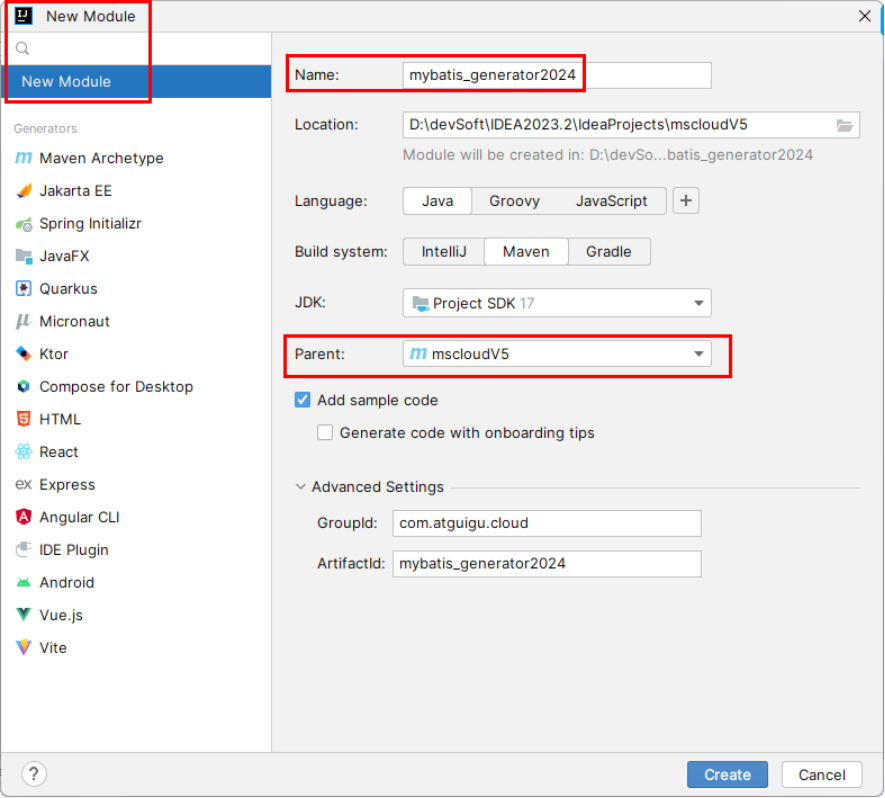 New Module
New Module
Generators
Maven Archetype
Jakarta EE
Spring Initializr
JavaFX
Quarkus
Micronaut
Ktor
Compose for Desktop
HTML
React
ex Express
Angular CLI
IDE Plugin
Android
Vue.js
Vite
Name: mybatis_generator2024
Location: D:\devSoft\IDEA2023.2\IdeaProjects\mscloudV5
Module will be created in: D:\devSo...batis_generator2024
Language: Java Groovy JavaScript +
Build system: IntelliJ Maven Gradle
JDK: Project SDK 17
Parent: m mscloudV5
Add sample code
Generate code with onboarding tips
Advanced Settings
GroupId: com.atguigu.cloud
ArtifactId: mybatis_generator2024
? Create Cancel